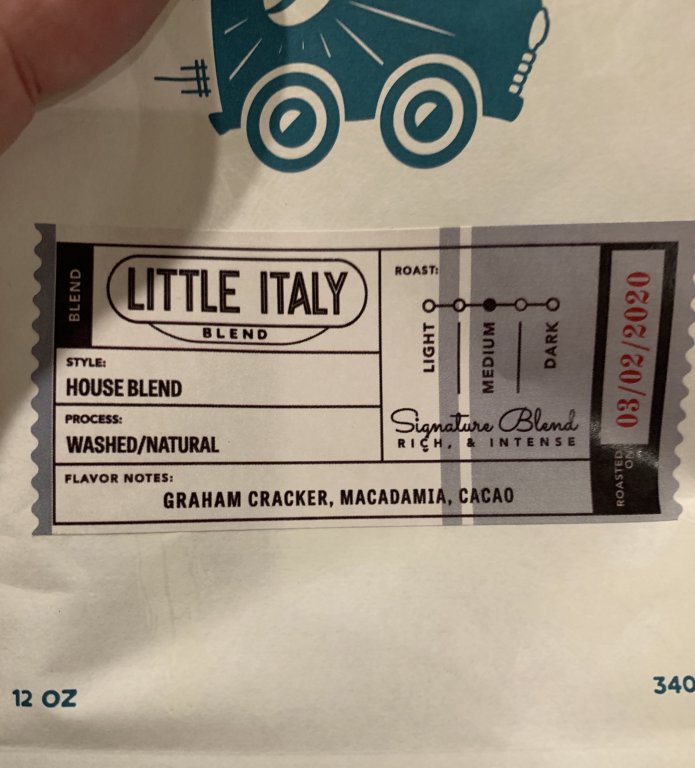 BLEND
LITTLE ITALY
BLEND
STYLE:
HOUSE BLEND
PROCESS:
WASHED/NATURAL
FLAVOR NOTES:
GRAHAM CRACKER, MACADAMIA, CACAO
ROAST:
LIGHT
MEDIUM
DARK
Signature Blend
RICH, & INTENSE
ROASTED ON
03/02/2020
12 OZ
340